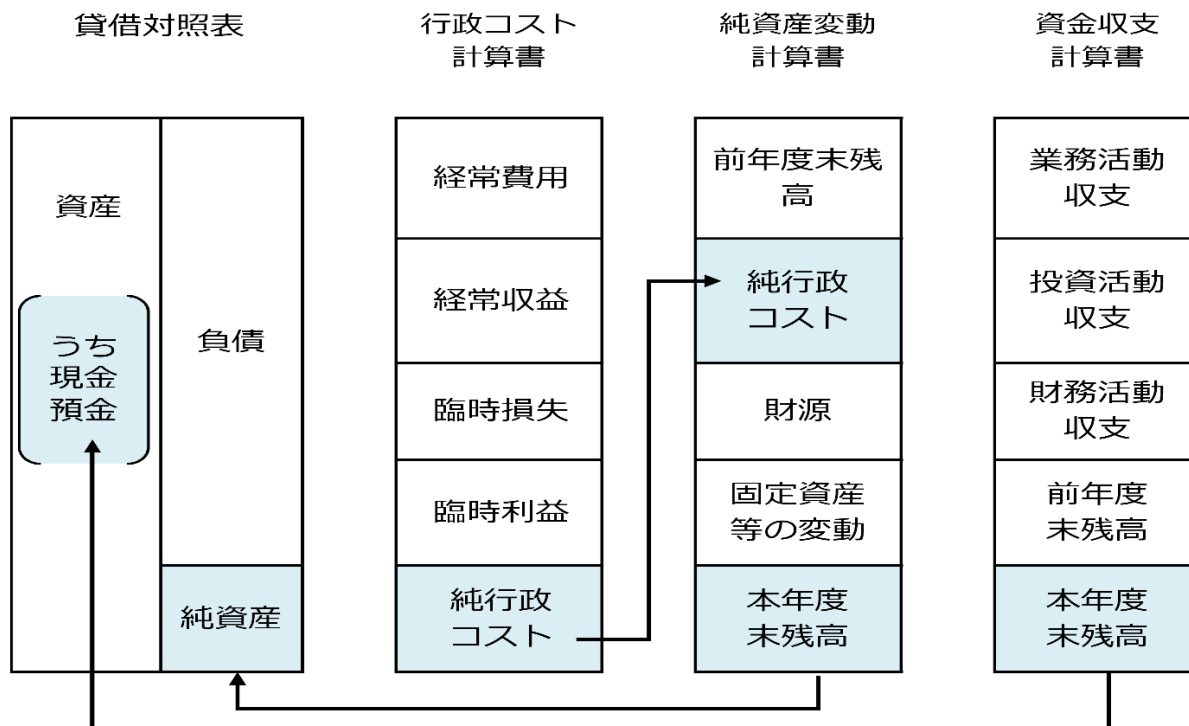 貸借対照表
資産
うち
現金
預金
負債
純資産
行政コスト
計算書
経常費用
経常収益
臨時損失
臨時利益
純行政
コスト
純資産変動
計算書
前年度末残
高
純行政
コスト
財源
固定資産
等の変動
本年度
末残高
資金収支
計算書
業務活動
収支
投資活動
収支
財務活動
収支
前年度
末残高
本年度
末残高